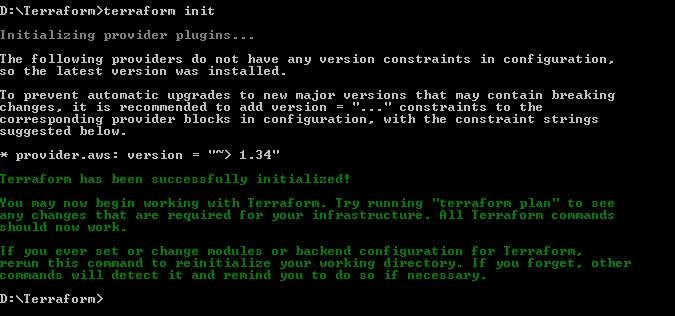 D:\Terraform>terraform init
Initializing provider plugins...
The following providers do not have any version constraints in configuration,
so the latest version was installed.
To prevent automatic upgrades to new major versions that may contain breaking
changes, it is recommended to add version = "..." constraints to the
corresponding provider blocks in configuration, with the constraint strings
suggested below.
* provider.aws: version = "~> 1.34"
Terraform has been successfully initialized!
You may now begin working with Terraform. Try running "terraform plan" to see
any changes that are required for your infrastructure. All Terraform commands
should now work.
If you ever set or change modules or backend configuration for Terraform,
rerun this command to reinitialize your working directory. If you forget, other
commands will detect it and remind you to do so if necessary.
D:\Terraform>